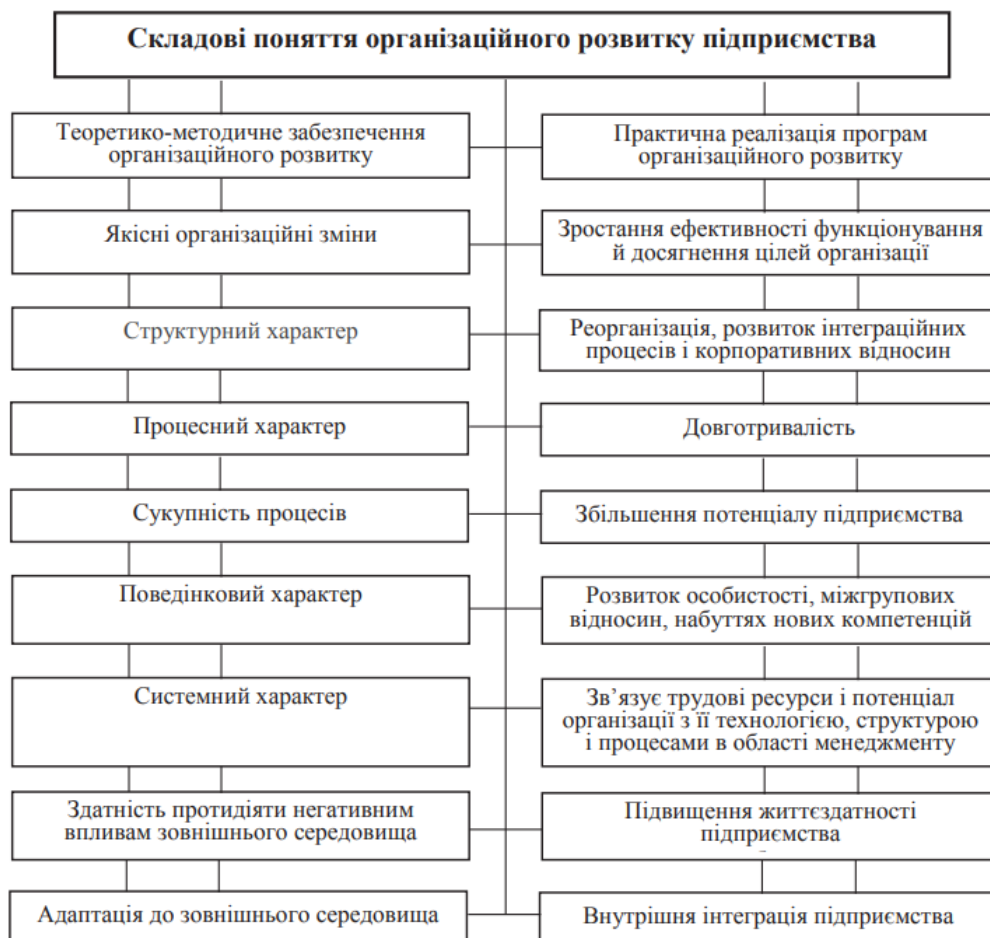 Складові поняття організаційного розвитку підприємства
Теоретико-методичне забезпечення
організаційного розвитку
Практична реалізація програм
організаційного розвитку
Якісні організаційні зміни
Зростання ефективності функціонування
й досягнення цілей організації
Структурний характер
Реорганізація, розвиток інтеграційних
процесів і корпоративних відносин
Процесний характер
Довготривалість
Сукупність процесів
Збільшення потенціалу підприємства
Поведінковий характер
Розвиток особистості, міжгрупових
відносин, набуттях нових компетенцій
Системний характер
Зв’язує трудові ресурси і потенціал
організації з її технологією, структурою
і процесами в області менеджменту
Здатність протидіяти негативним
впливам зовнішнього середовища
Підвищення життєздатності
підприємства
Адаптація до зовнішнього середовища
Внутрішня інтеграція підприємства